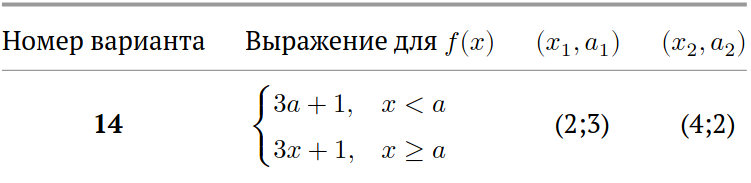 Номер варианта Выражение для f(x) (x₁, a₁) (x₂, a₂)
14 { 3a + 1, x < a (2;3) (4;2)
3x + 1, x ≥ a